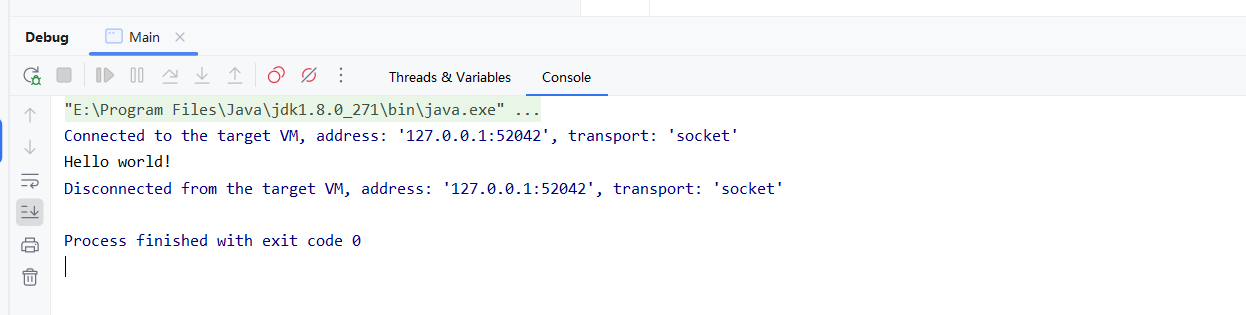 Debug Main
Threads & Variables Console
"E:\Program Files\Java\jdk1.8.0_271\bin\java.exe" ...
Connected to the target VM, address: '127.0.0.1:52042', transport: 'socket'
Hello world!
Disconnected from the target VM, address: '127.0.0.1:52042', transport: 'socket'
Process finished with exit code 0